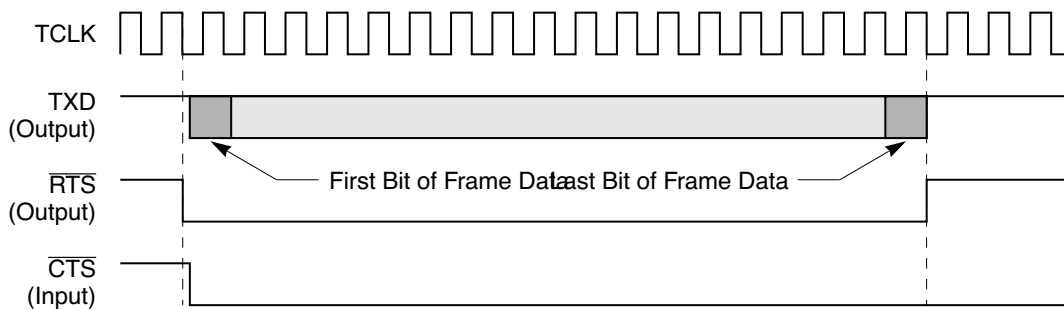 TCLK
TXD
(Output)
First Bit of Frame Data
Last Bit of Frame Data
RTS
(Output)
CTS
(Input)